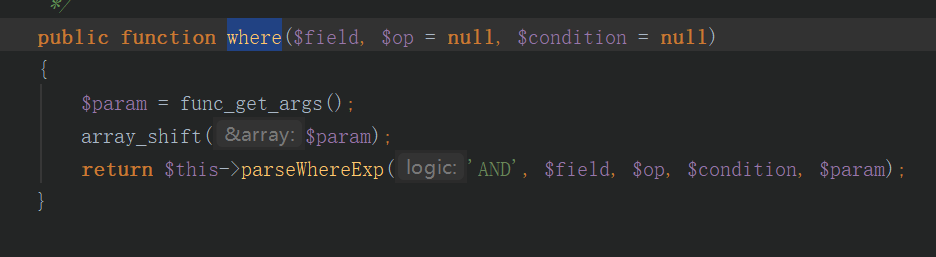 */
public function where($field, $op = null, $condition = null)
{
$param = func_get_args();
array_shift( &array: $param);
return $this->parseWhereExp( logic: 'AND', $field, $op, $condition, $param);
}